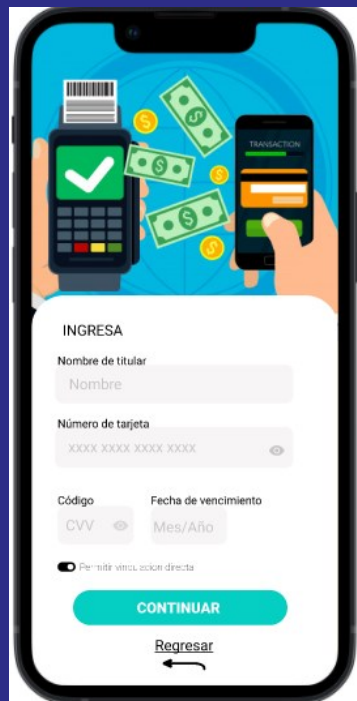 TRANSACTION
INGRESA
Nombre de titular
Nombre
Número de tarjeta
XXXX XXXX XXXX XXXX
Código Fecha de vencimiento
CVV Mes/Año
Permitir vinculacion directa
CONTINUAR
Regresar